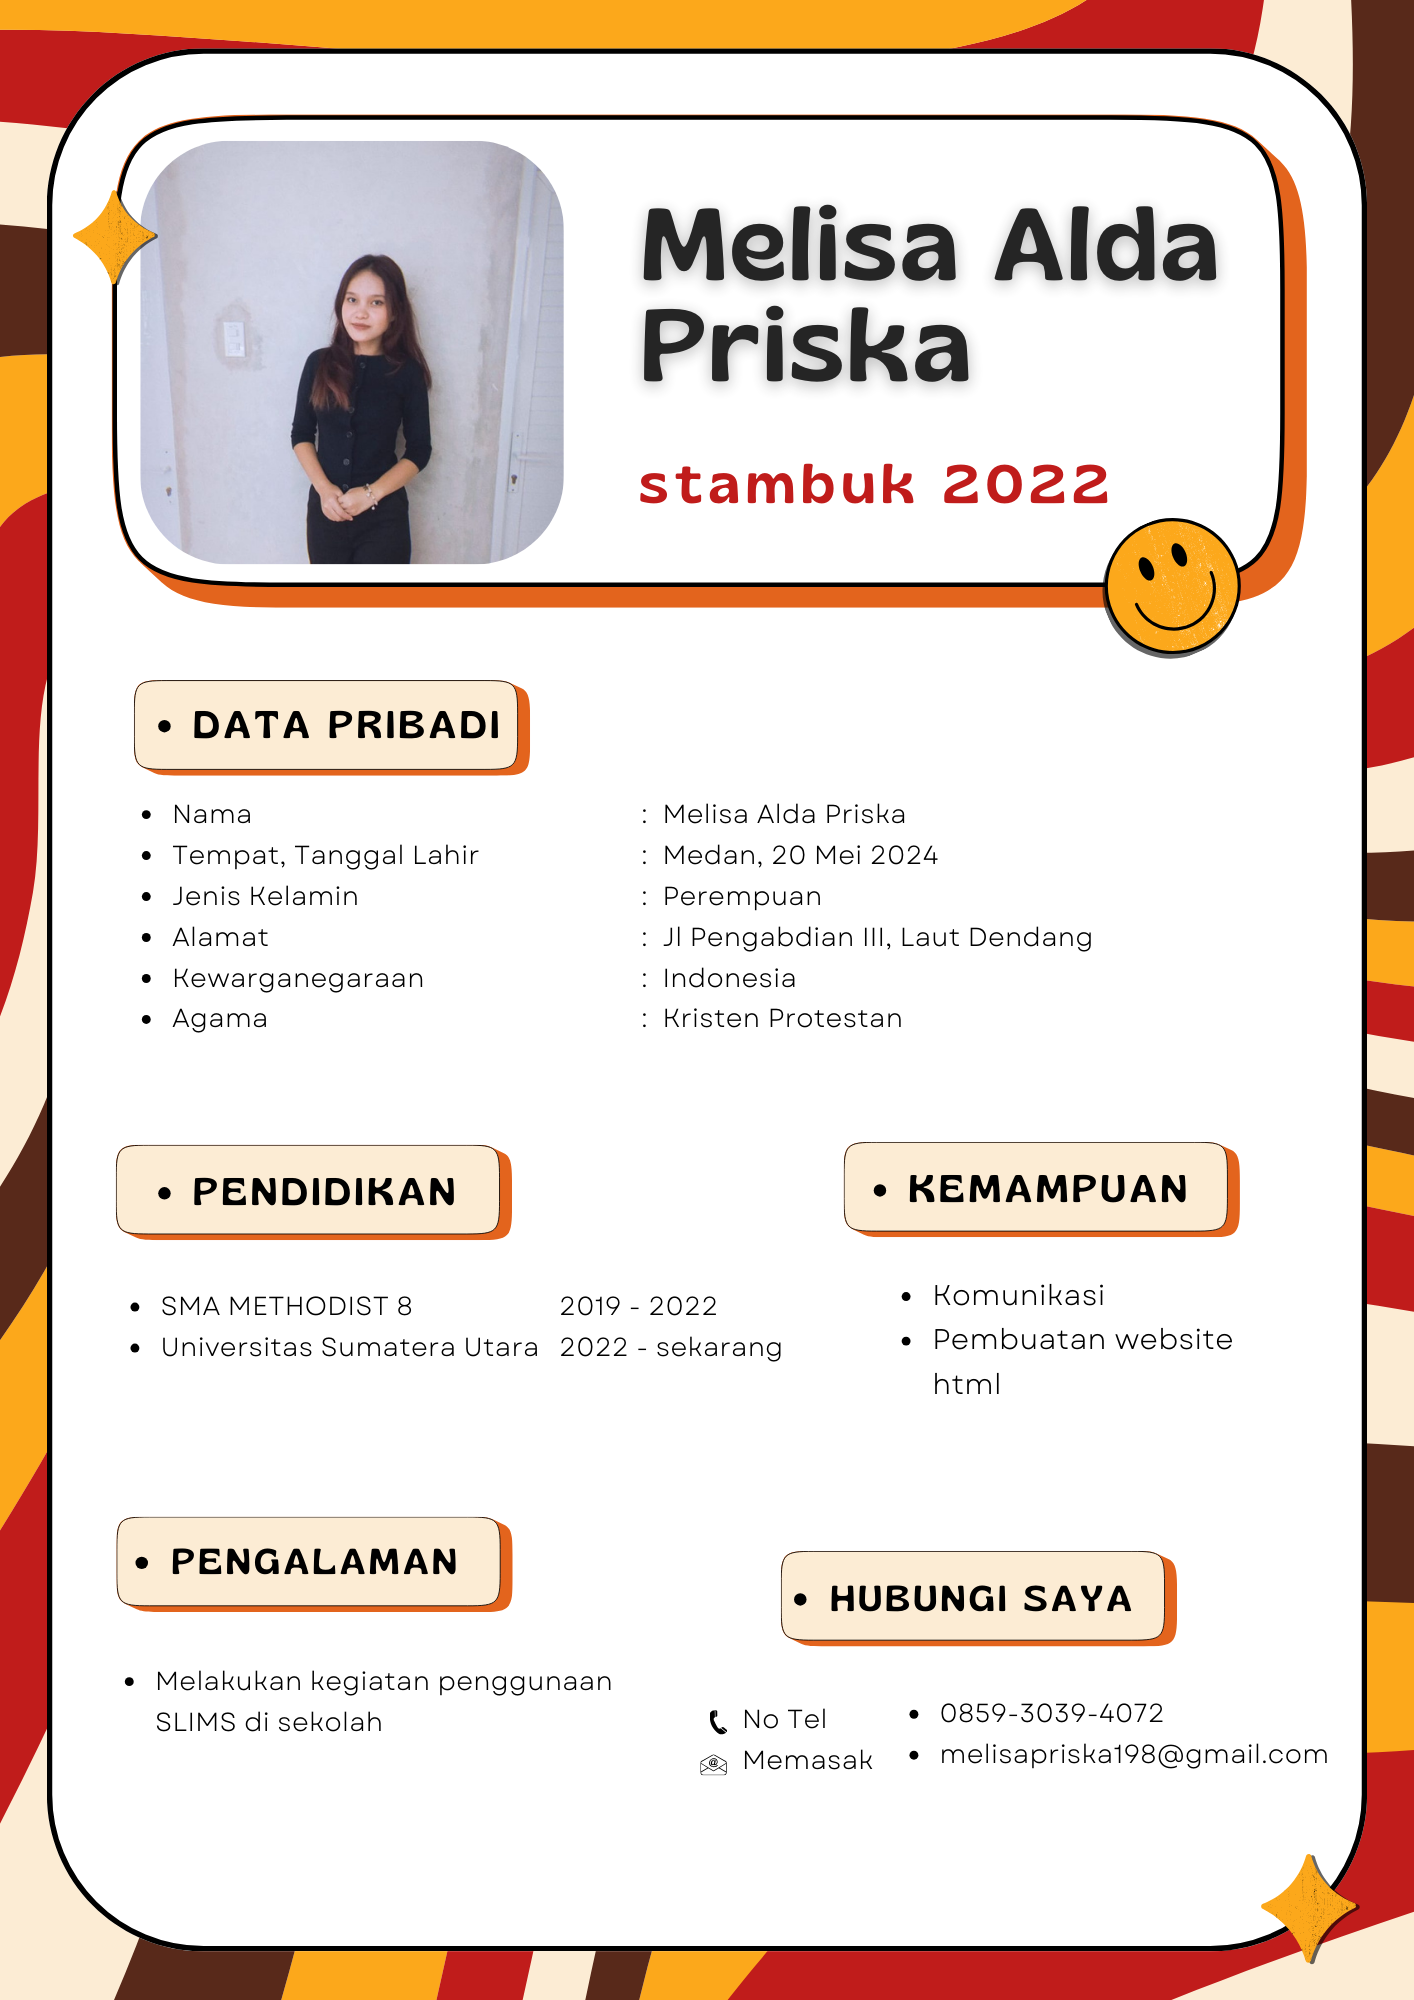 Melisa Alda
Priska
stambuk 2022
• DATA PRIBADI
• Nama : Melisa Alda Priska
• Tempat, Tanggal Lahir : Medan, 20 Mei 2024
• Jenis Kelamin : Perempuan
• Alamat : Jl Pengabdian III, Laut Dendang
• Kewarganegaraan : Indonesia
• Agama : Kristen Protestan
• PENDIDIKAN
• SMA METHODIST 8 2019 - 2022
• Universitas Sumatera Utara 2022 - sekarang
• KEMAMPUAN
• Komunikasi
• Pembuatan website
html
• PENGALAMAN
• Melakukan kegiatan penggunaan
SLIMS di sekolah
• HUBUNGI SAYA
No Tel • 0859-3039-4072
Memasak • melisapriska198@gmail.com